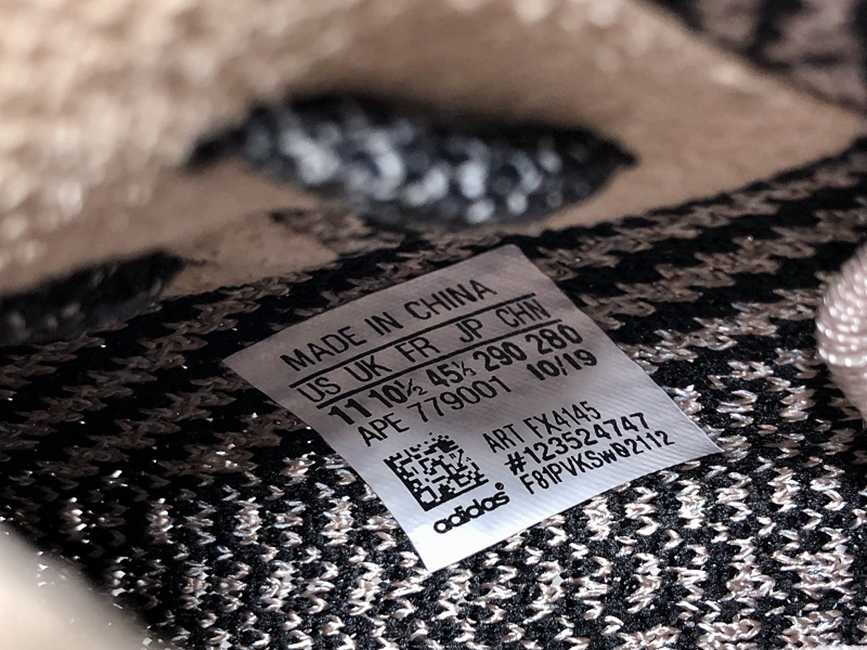 MADE IN CHINA
US UK FR JP CHN
11 10½ 45⅓ 290 280
APE 779001 10/19
ART FX4145
#123524747
F81PVKSW02112
adidas®